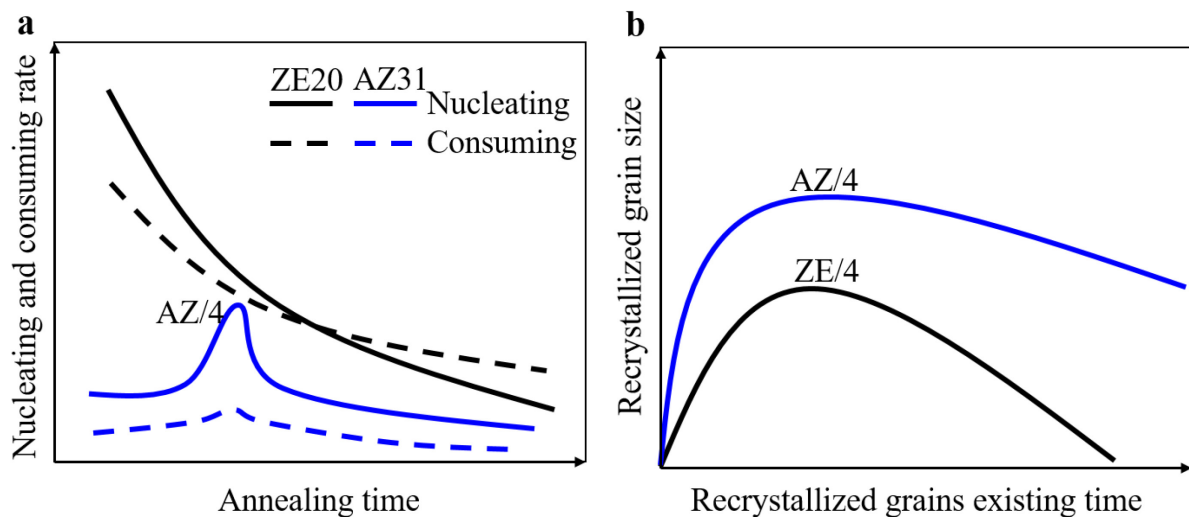 a
Nucleating and consuming rate
ZE20 AZ31
Nucleating
Consuming
AZ/4
Annealing time
b
Recrystallized grain size
AZ/4
ZE/4
Recrystallized grains existing time